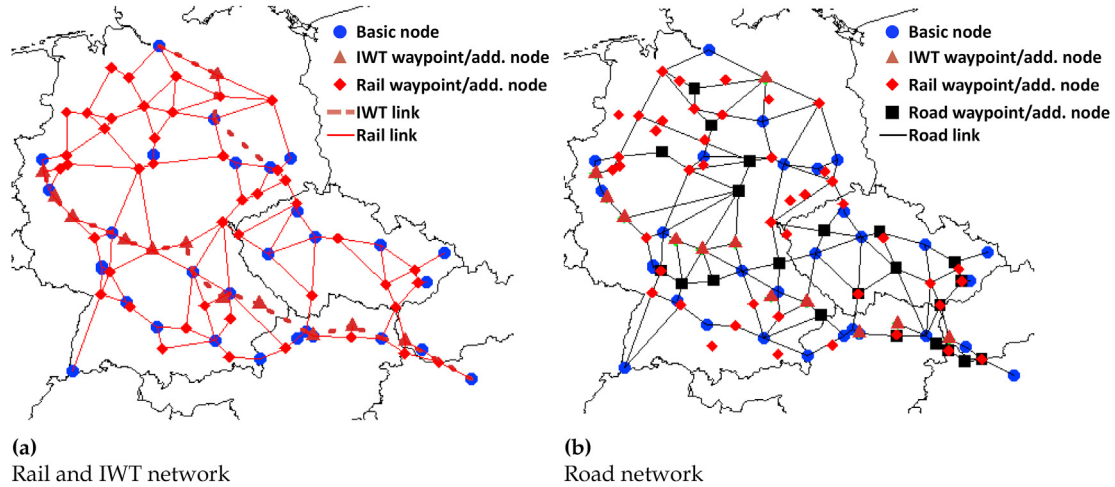 Basic node
IWT waypoint/add. node
Rail waypoint/add. node
IWT link
Rail link
(a)
Rail and IWT network
Basic node
IWT waypoint/add. node
Rail waypoint/add. node
Road waypoint/add. node
Road link
(b)
Road network